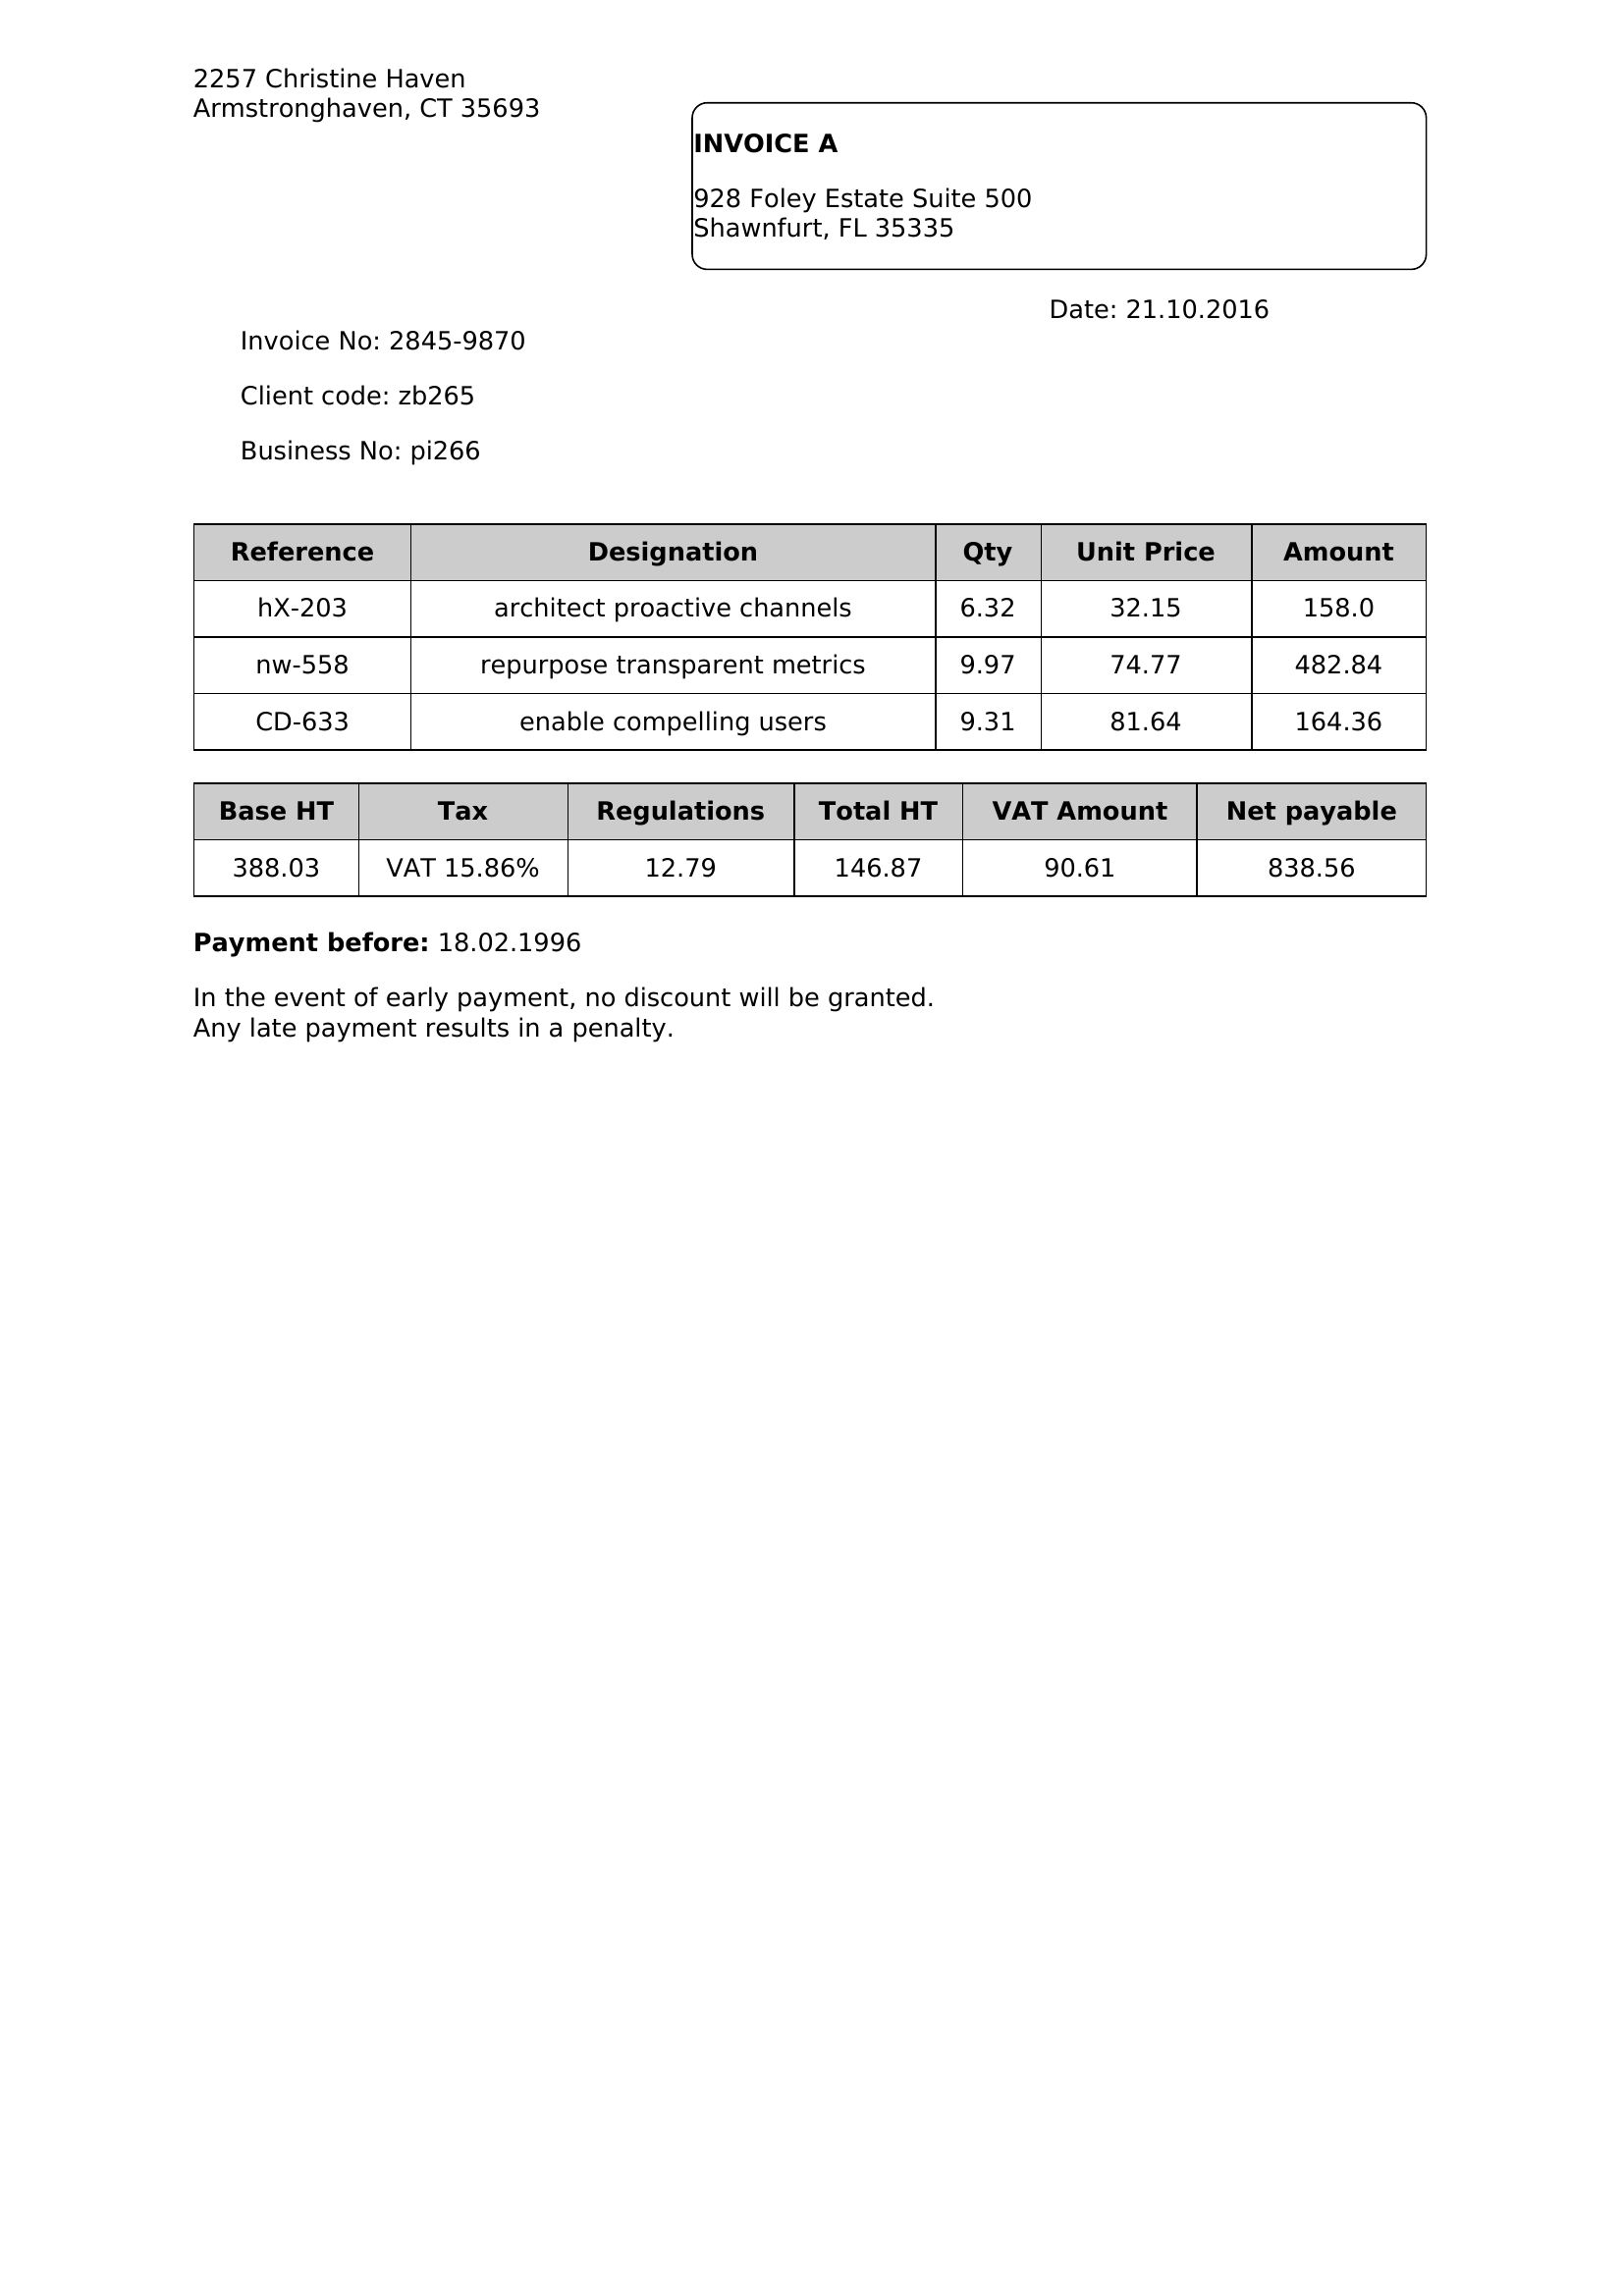 2257 Christine Haven
Armstronghaven, CT 35693
INVOICE A
928 Foley Estate Suite 500
Shawnfurt, FL 35335
Date: 21.10.2016
Invoice No: 2845-9870
Client code: zb265
Business No: pi266
Reference Designation Qty Unit Price Amount
hX-203 architect proactive channels 6.32 32.15 158.0
nw-558 repurpose transparent metrics 9.97 74.77 482.84
CD-633 enable compelling users 9.31 81.64 164.36
Base HT Tax Regulations Total HT VAT Amount Net payable
388.03 VAT 15.86% 12.79 146.87 90.61 838.56
Payment before: 18.02.1996
In the event of early payment, no discount will be granted.
Any late payment results in a penalty.